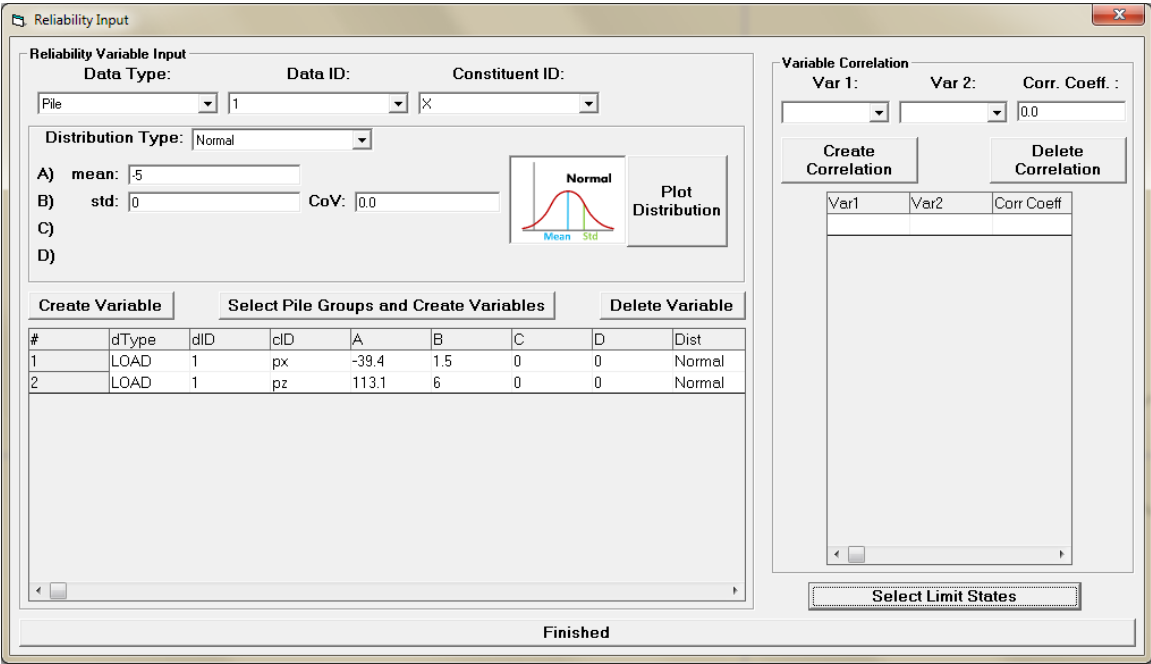 Reliability Input
Reliability Variable Input
Data Type: Data ID: Constituent ID:
Pile 1 X
Distribution Type: Normal
A) mean: -5
B) std: 0 CoV: 0.0
C)
D)
Normal
Mean Std
Plot
Distribution
Create Variable Select Pile Groups and Create Variables Delete Variable
# dType dID cID A B C D Dist
1 LOAD 1 px -39.4 1.5 0 0 Normal
2 LOAD 1 pz 113.1 6 0 0 Normal
Variable Correlation
Var 1: Var 2: Corr. Coeff. :
0.0
Create
Correlation
Delete
Correlation
Var1 Var2 Corr Coeff
Select Limit States
Finished